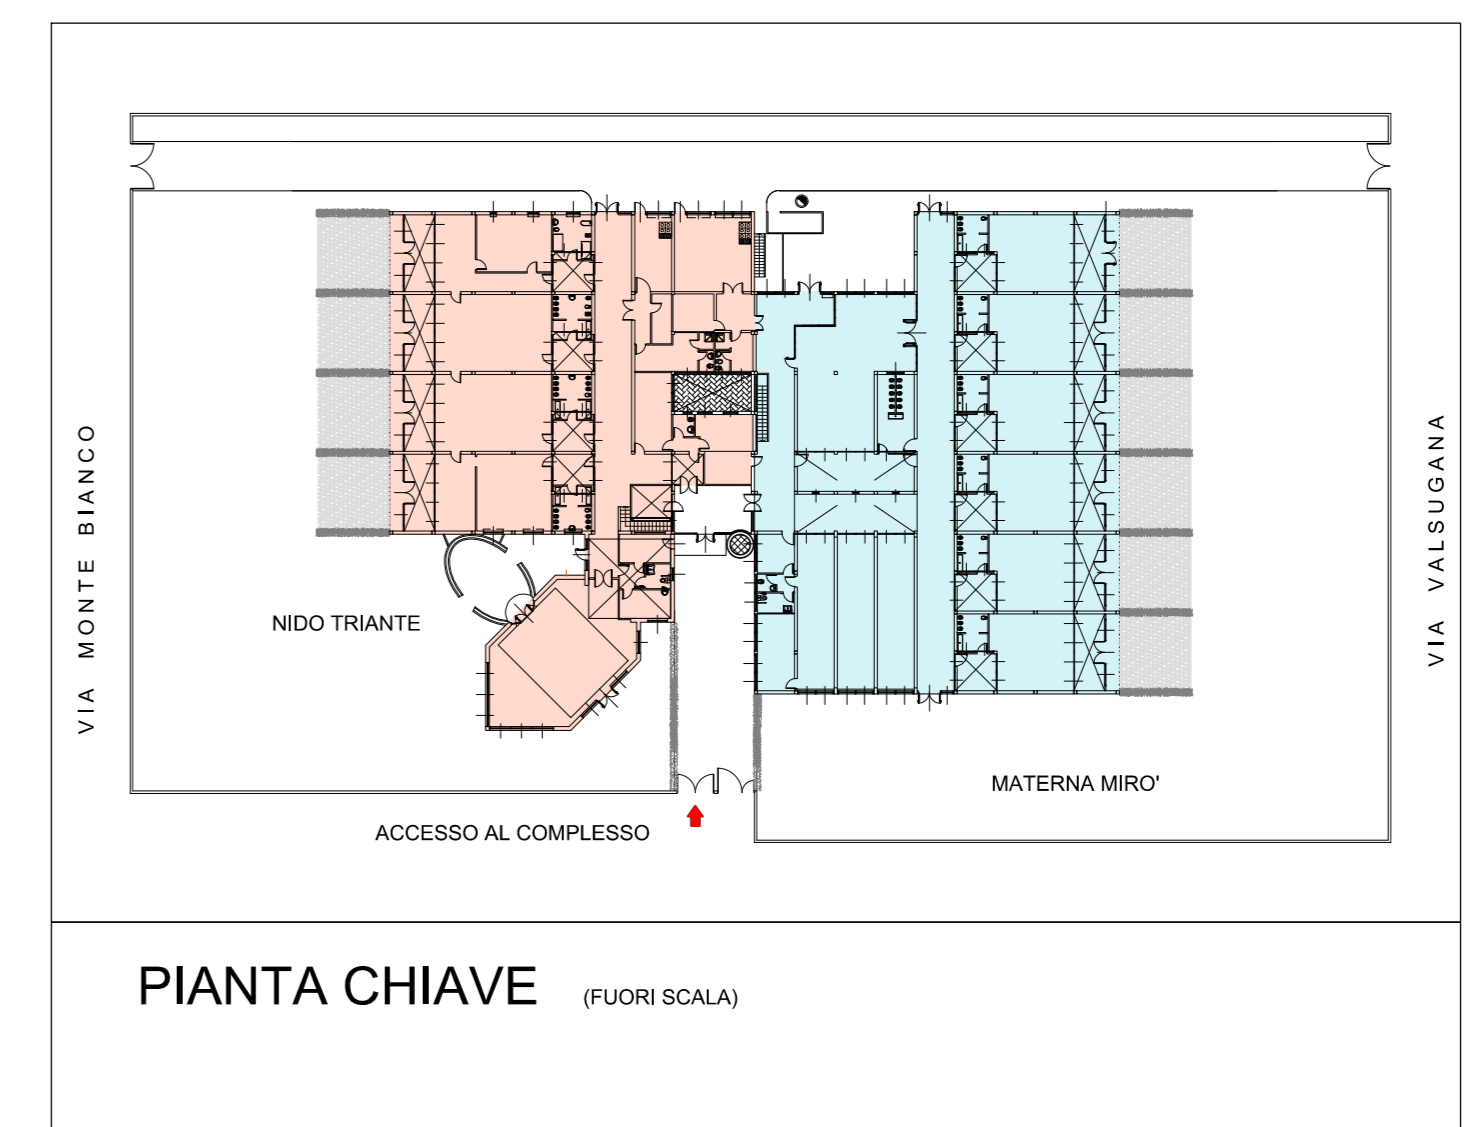 VIA MONTE BIANCO
VIA VALSUGANA
NIDO TRIANTE
MATERNA MIRO'
ACCESSO AL COMPLESSO
PIANTA CHIAVE (FUORI SCALA)